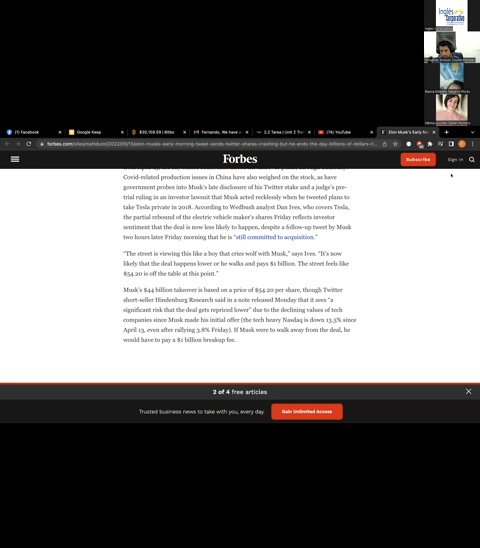 Inglés
Corporativo
(1) Facebook
Google Keep
$30,109.09 | Bitso
Fernando, We have a
2.2 Tarea | Unit 2 Tra
(74) YouTube
Elon Musk's Early M
forbes.com/sites/mattdurot/2022/05/13/elon-musks-early-morning-tweet-sends-twitter-shares-crashing-but-he-ends-the-day-billions-of-dollars-ri...
Forbes
Subscribe
Sign in
Covid-related production issues in China have also weighed on the stock, as have
government probes into Musk's late disclosure of his Twitter stake and a judge's pre-
trial ruling in an investor lawsuit that Musk acted recklessly when he tweeted plans to
take Tesla private in 2018. According to Wedbush analyst Dan Ives, who covers Tesla,
the partial rebound of the electric vehicle maker's shares Friday reflects investor
sentiment that the deal is now less likely to happen, despite a follow-up tweet by Musk
two hours later Friday morning that he is "still committed to acquisition."
"The street is viewing this like a boy that cries wolf with Musk," says Ives. "It's now
likely that the deal happens lower or he walks and pays $1 billion. The street feels like
$54.20 is off the table at this point."
Musk's $44 billion takeover is based on a price of $54.20 per share, though Twitter
short-seller Hindenburg Research said in a note released Monday that it sees "a
significant risk that the deal gets repriced lower" due to the declining values of tech
companies since Musk made his initial offer (the tech heavy Nasdaq is down 13.5% since
April 13, even after rallying 3.8% Friday). If Musk were to walk away from the deal, he
would have to pay a $1 billion breakup fee.
2 of 4 free articles
Trusted business news to take with you, every day.
Gain Unlimited Access